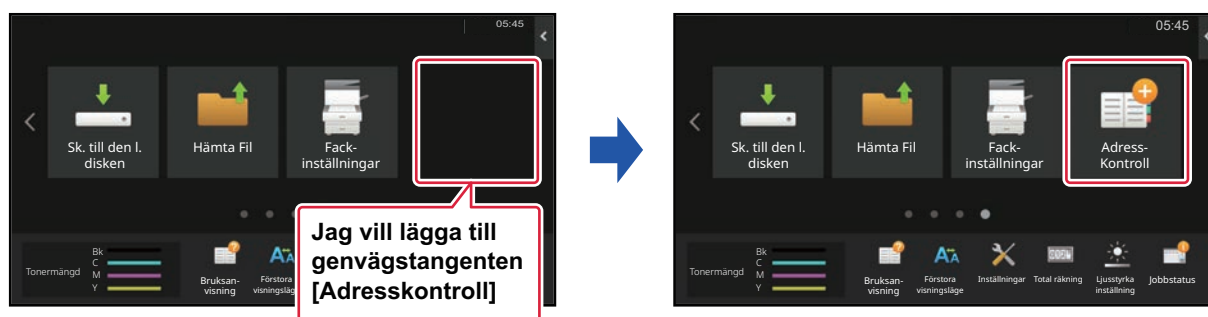 05:45
Sk. till den l.
disken
Hämta Fil
Fack-
inställningar
Jag vill lägga till
genvägstangenten
[Adresskontroll]
Tonermängd
Bk
C
M
Y
Bruksan-
visning
Förstora
visningsläg
05:45
Sk. till den l.
disken
Hämta Fil
Fack-
inställningar
Adress-
Kontroll
Tonermängd
Bk
C
M
Y
Bruksan-
visning
Förstora
visningsläge
Inställningar
Total räkning
Ljusstyrka
inställning
Jobbstatus